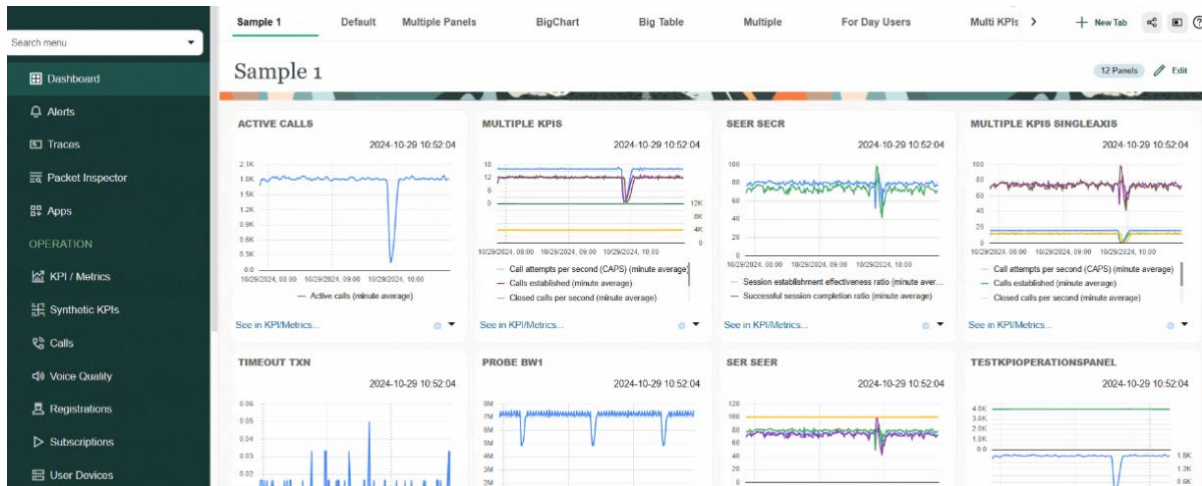 Sample 1 Default Multiple Panels BigChart Big Table Multiple For Day Users Multi KPIs New Tab
Search menu
Dashboard
Alerts
Traces
Packet Inspector
Apps
OPERATION
KPI / Metrics
Synthetic KPIs
Calls
Voice Quality
Registrations
Subscriptions
User Devices
Sample 1
12 Panels Edit
ACTIVE CALLS
2024-10-29 10:52:04
2.1K
1.8K
1.5K
1.2K
0.9K
0.6K
0.3K
0.0
10/29/2024, 08:00 10/29/2024, 09:00 10/29/2024, 10:00
Active calls (minute average)
See in KPI/Metrics...
MULTIPLE KPIS
2024-10-29 10:52:04
12
8
0
12K
8K
4K
0
10/29/2024, 08:00 10/29/2024, 09:00 10/29/2024, 10:00
Call attempts per second (CAPS) (minute average)
Calls established (minute average)
Closed calls per second (minute average)
See in KPI/Metrics...
SEER SECR
2024-10-29 10:52:04
100
80
60
40
20
10/29/2024, 08:00 10/29/2024, 09:00 10/29/2024, 10:00
Session establishment effectiveness ratio (minute aver...
Successful session completion ratio (minute average)
See in KPI/Metrics...
MULTIPLE KPIS SINGLEAXIS
2024-10-29 10:52:04
100
80
60
40
20
10/29/2024, 08:00 10/29/2024, 09:00 10/29/2024, 10:00
Call attempts per second (CAPS) (minute average)
Calls established (minute average)
Closed calls per second (minute average)
See in KPI/Metrics...
TIMEOUT TXN
2024-10-29 10:52:04
0.06
0.05
0.04
0.03
0.02
PROBE BW1
2024-10-29 10:52:04
8M
7M
6M
5M
4M
3M
2M
SER SEER
2024-10-29 10:52:04
120
100
80
60
40
20
0
TESTKPIOPERATIONSPANEL
2024-10-29 10:52:04
4.0K
3.0K
2.0K
1.0K
0.0
1.8K
1.2K
0.6K